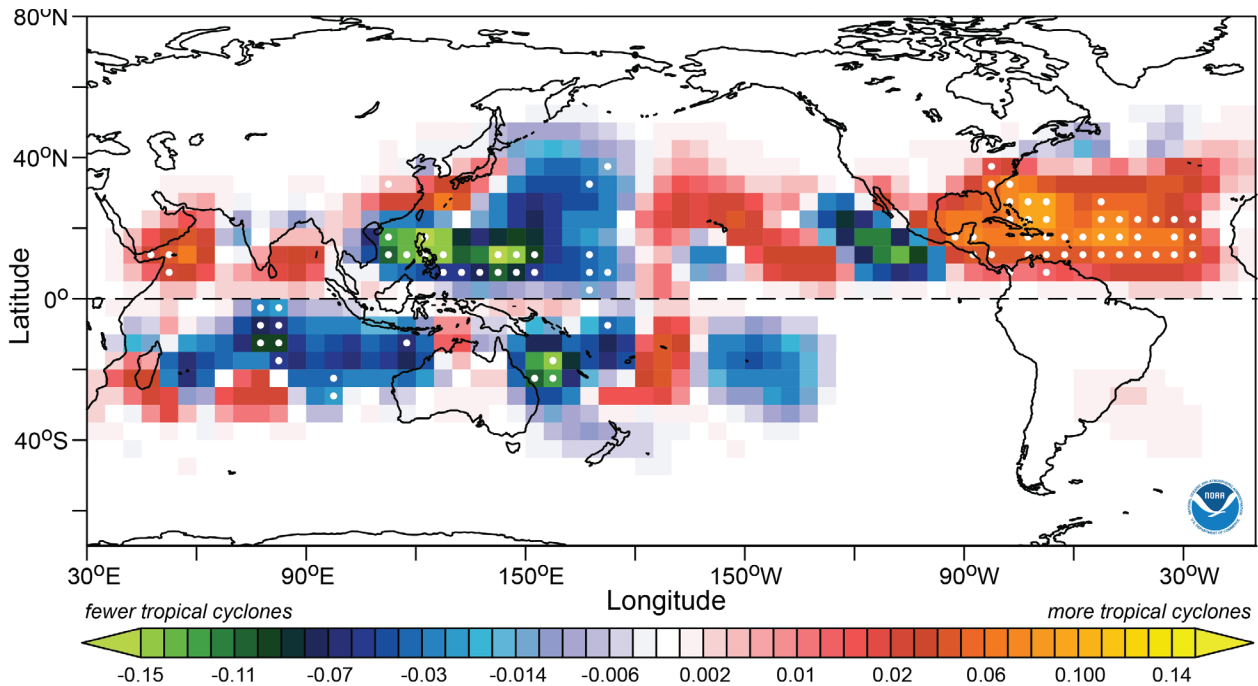 80°N
40°N
0°
40°S
Latitude
30°E 90°E 150°E 150°W 90°W 30°W
Longitude
NOAA
fewer tropical cyclones more tropical cyclones
-0.15 -0.11 -0.07 -0.03 -0.014 -0.006 0.002 0.01 0.02 0.06 0.100 0.14